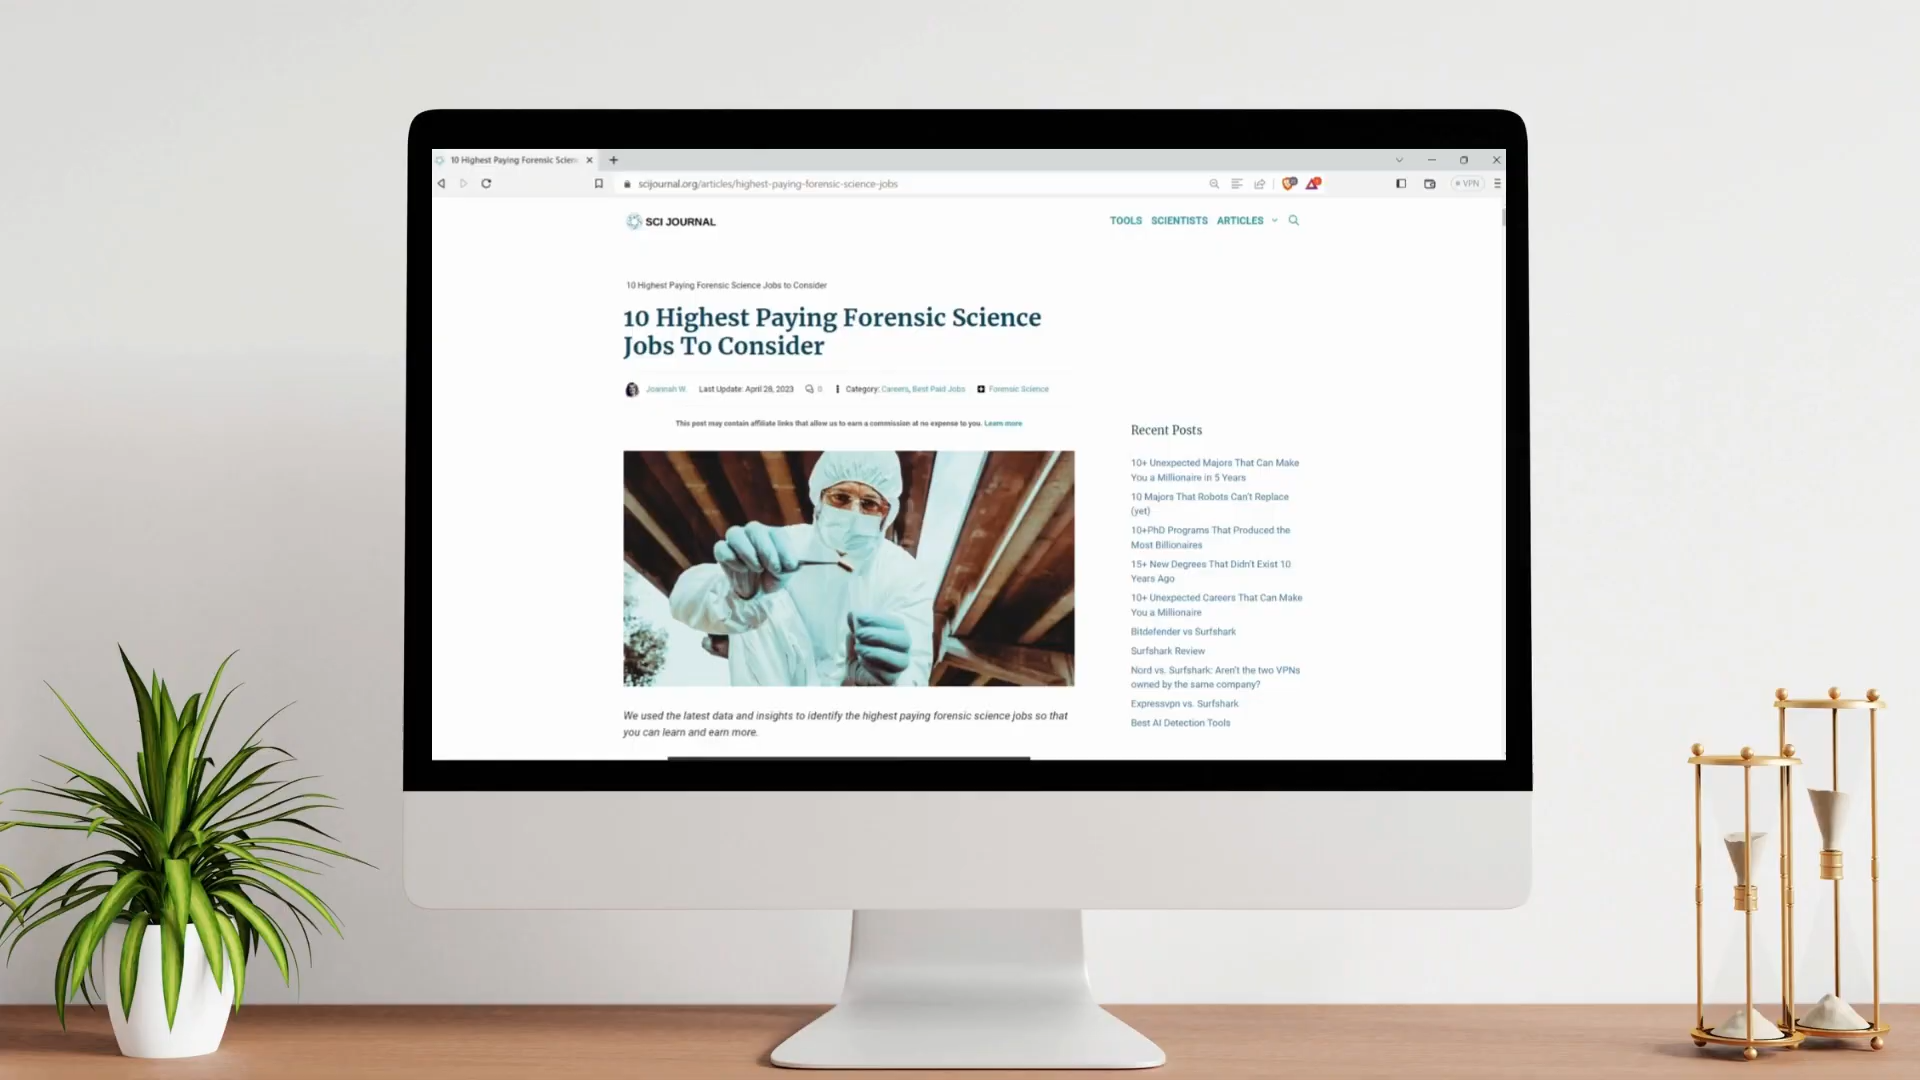 10 Highest Paying Forensic Scien
scijournal.org/articles/highest-paying-forensic-science-jobs
VPN
SCI JOURNAL
TOOLS SCIENTISTS ARTICLES
10 Highest Paying Forensic Science Jobs to Consider
10 Highest Paying Forensic Science
Jobs To Consider
Joannah W. Last Update: April 28, 2023 0 Category: Careers, Best Paid Jobs Forensic Science
This post may contain affiliate links that allow us to earn a commission at no expense to you. Learn more
We used the latest data and insights to identify the highest paying forensic science jobs so that
you can learn and earn more.
Recent Posts
10+ Unexpected Majors That Can Make
You a Millionaire in 5 Years
10 Majors That Robots Can't Replace
(yet)
10+PhD Programs That Produced the
Most Billionaires
15+ New Degrees That Didn't Exist 10
Years Ago
10+ Unexpected Careers That Can Make
You a Millionaire
Bitdefender vs Surfshark
Surfshark Review
Nord vs. Surfshark: Aren't the two VPNs
owned by the same company?
Expressvpn vs. Surfshark
Best AI Detection Tools